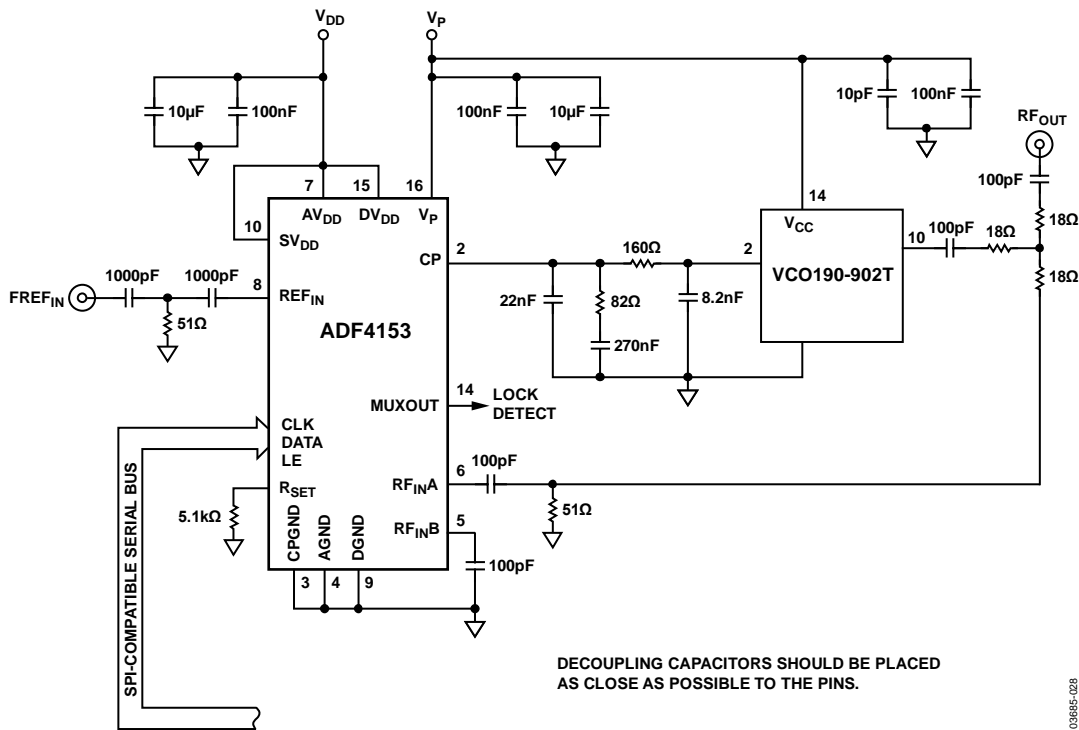 VDD
VP
10µF
100nF
100nF
10µF
10pF
100nF
RFOUT
100pF
18Ω
7
15
16
14
AVDD
DVDD
VP
VCC
10
SVDD
2
CP
160Ω
2
10
100pF
18Ω
18Ω
VCO190-902T
FREFIN
1000pF
1000pF
8
REFIN
51Ω
22nF
82Ω
8.2nF
270nF
ADF4153
MUXOUT
14
LOCK
DETECT
CLK
DATA
LE
6
100pF
RFINA
RSET
51Ω
5.1kΩ
5
RFINB
100pF
CPGND
AGND
DGND
3
4
9
SPI-COMPATIBLE SERIAL BUS
DECOUPLING CAPACITORS SHOULD BE PLACED
AS CLOSE AS POSSIBLE TO THE PINS.
03685-028